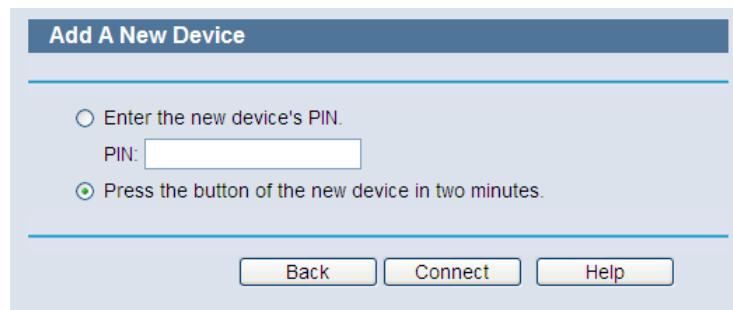 Add A New Device
Enter the new device's PIN.
PIN:
Press the button of the new device in two minutes.
Back Connect Help